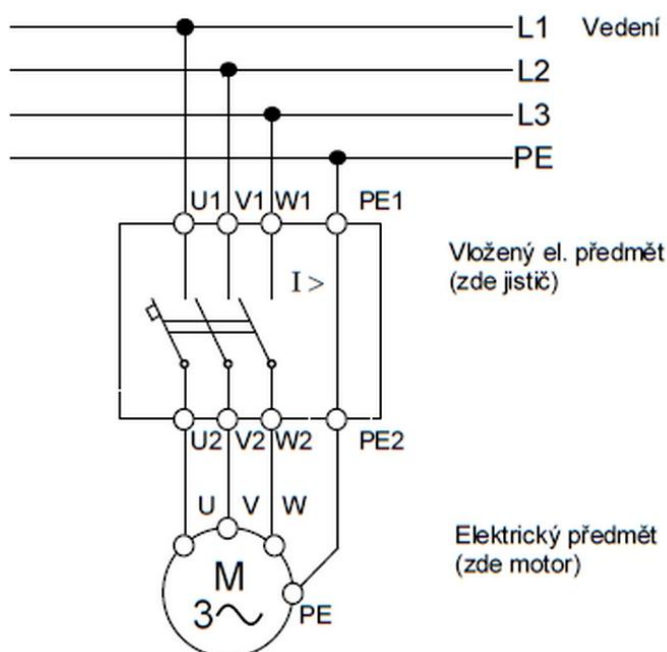 L1 Vedení
L2
L3
PE
U1 V1 W1 PE1
Vložený el. předmět
(zde jistič)
I >
U2 V2 W2 PE2
U V W
Elektrický předmět
(zde motor)
M
3~
PE